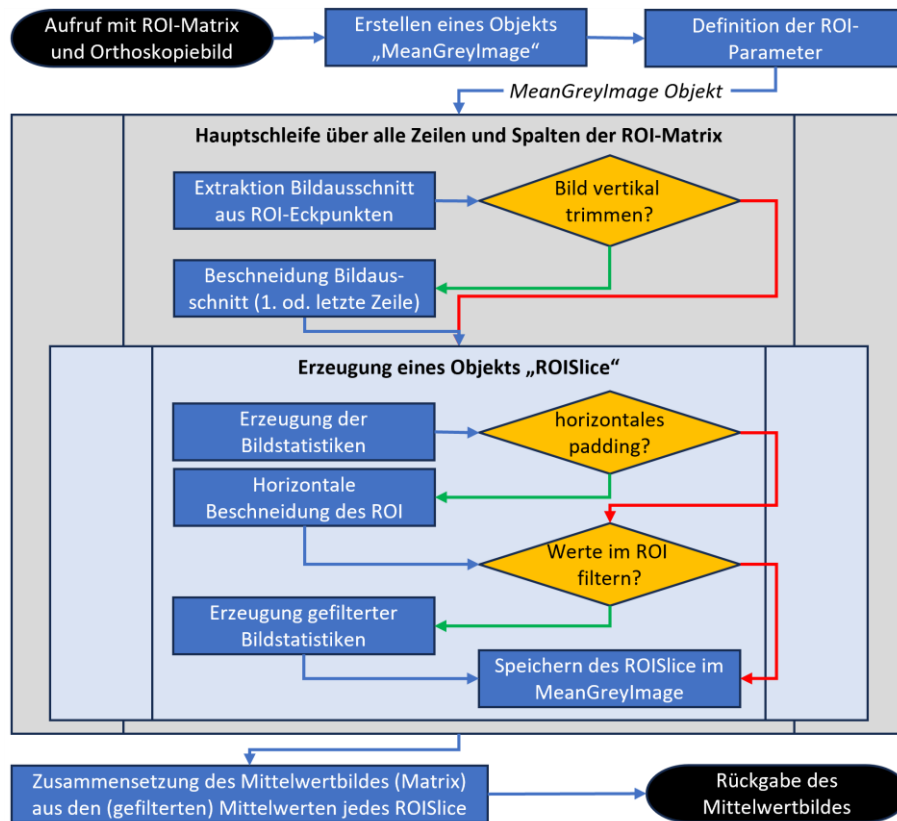 Aufruf mit ROI-Matrix
und Orthoskopiebild
Erstellen eines Objekts
„MeanGreyImage“
Definition der ROI-
Parameter
MeanGreyImage Objekt
Hauptschleife über alle Zeilen und Spalten der ROI-Matrix
Extraktion Bildausschnitt
aus ROI-Eckpunkten
Bild vertikal
trimmen?
Beschneidung Bildaus-
schnitt (1. od. letzte Zeile)
Erzeugung eines Objekts „ROISlice“
Erzeugung der
Bildstatistiken
horizontales
padding?
Horizontale
Beschneidung des ROI
Werte im ROI
filtern?
Erzeugung gefilterter
Bildstatistiken
Speichern des ROISlice im
MeanGreyImage
Zusammensetzung des Mittelwertbildes (Matrix)
aus den (gefilterten) Mittelwerten jedes ROISlice
Rückgabe des
Mittelwertbildes